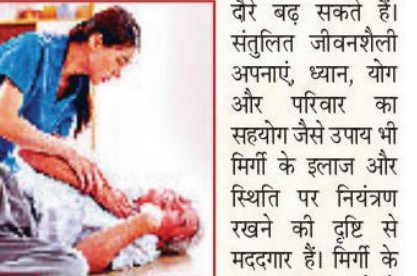 दौरे बढ़ सकते हैं।
संतुलित जीवनशैली
अपनाएं, ध्यान, योग
और परिवार का
सहयोग जैसे उपाय भी
मिर्गी के इलाज और
स्थिति पर नियंत्रण
रखने की दृष्टि से
मददगार हैं। मिर्गी के